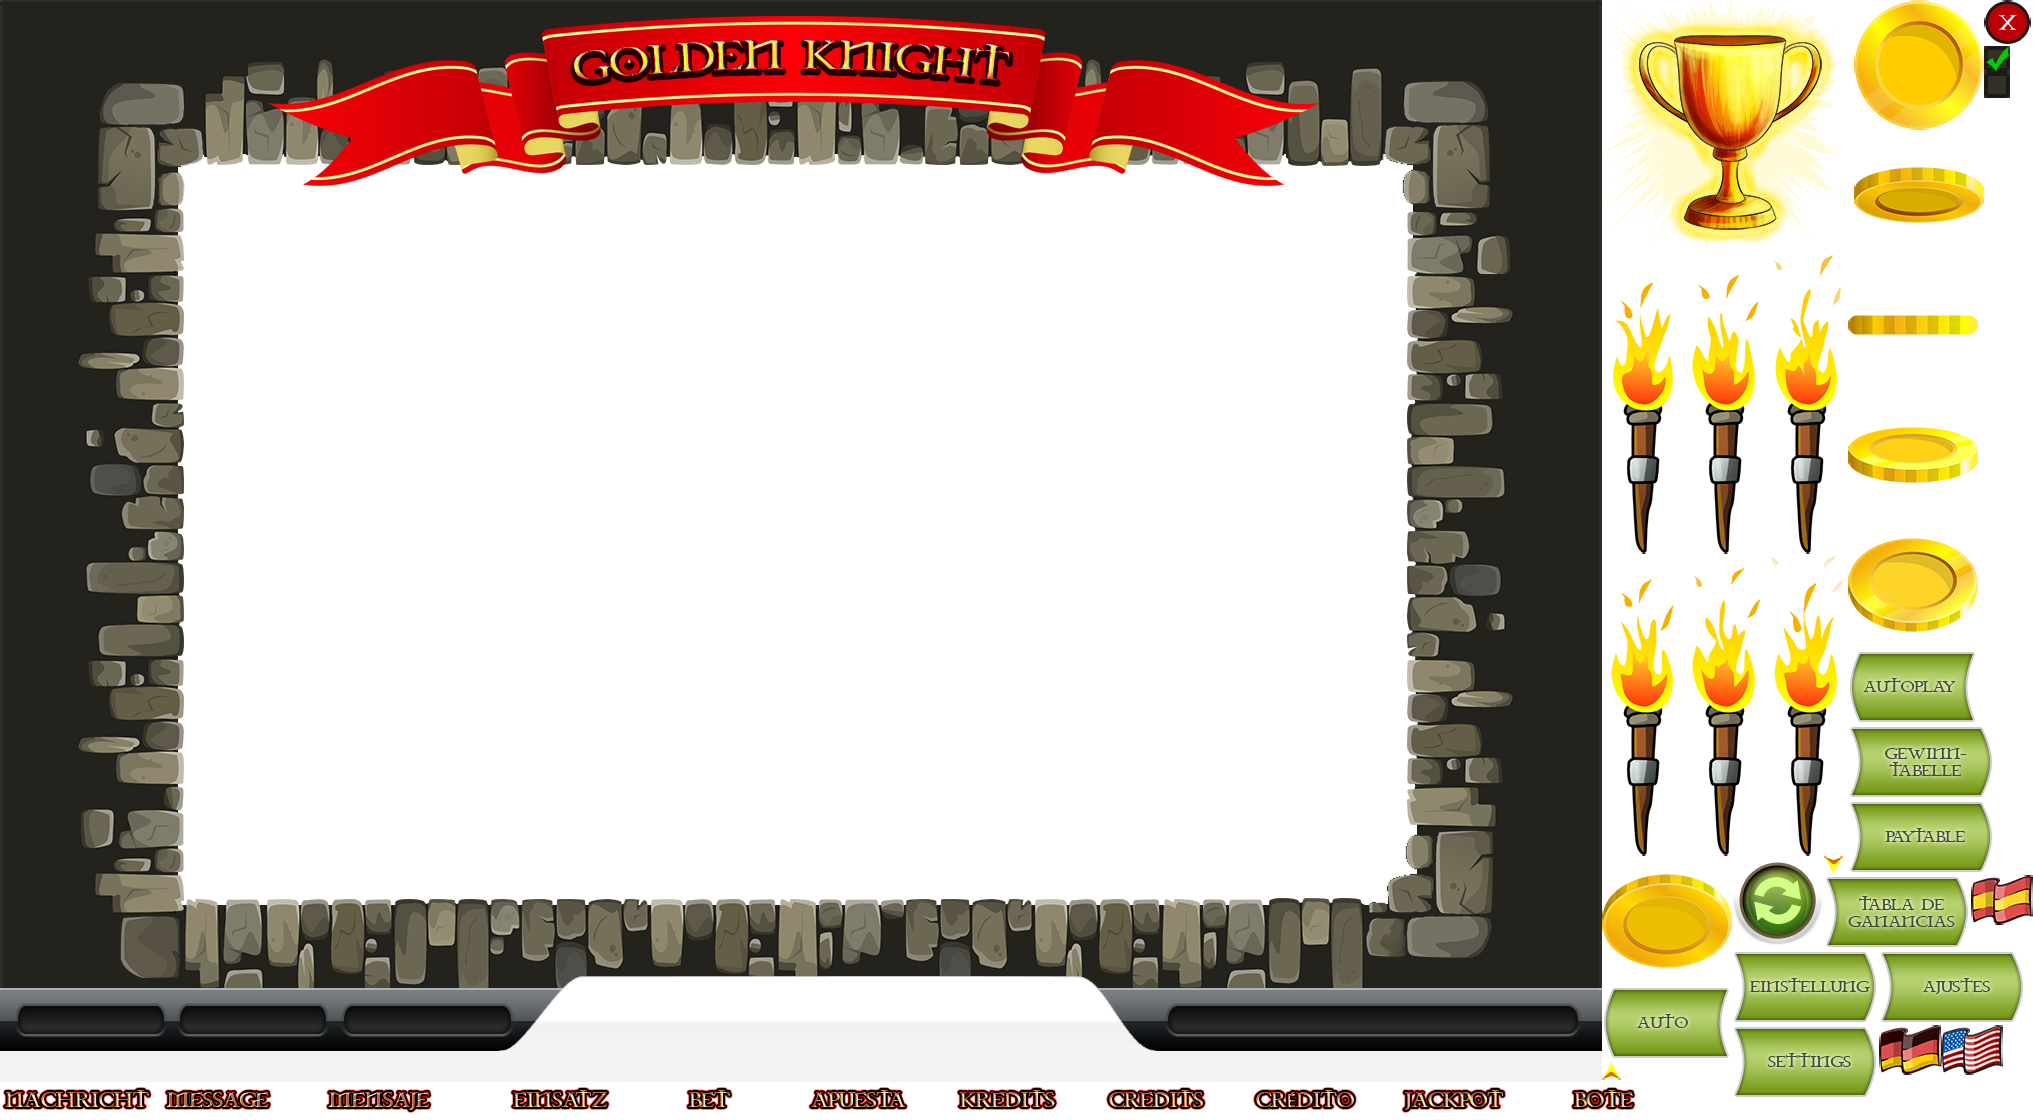 GOLDEN KNIGHT
X
AUTOPLAY
GEWINN-
TABELLE
PAYTABLE
TABLA DE
GANANCIAS
EINSTELLUNG
AJUSTES
AUTO
SETTINGS
NACHRICHT
MESSAGE
MENSAJE
EINSATZ
BET
APUESTA
KREDITS
CREDITS
CRÉDITO
JACKPOT
BOTE